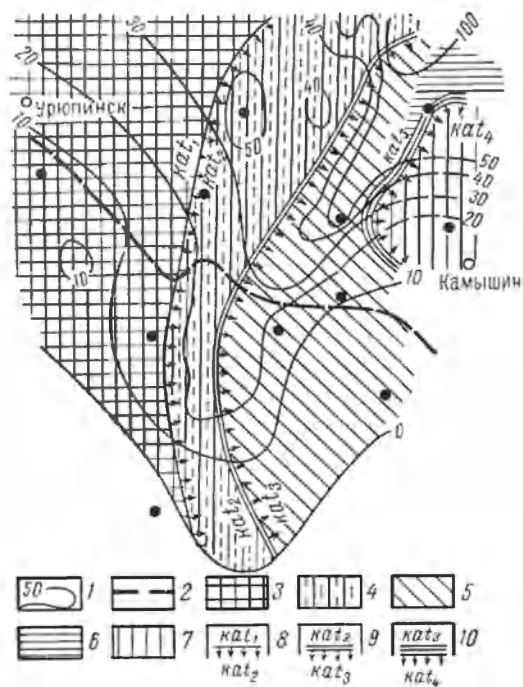 20
30
40
100
Урюпинск
10
kat₁
kat₂
50
40
kat₃
kat₄
50
40
30
20
10
Камышин
10
0
kat₂
kat₃
50 1
2
3
4
5
6
7
kat₁ kat₂ 8
kat₂ kat₃ 9
kat₃ kat₄ 10